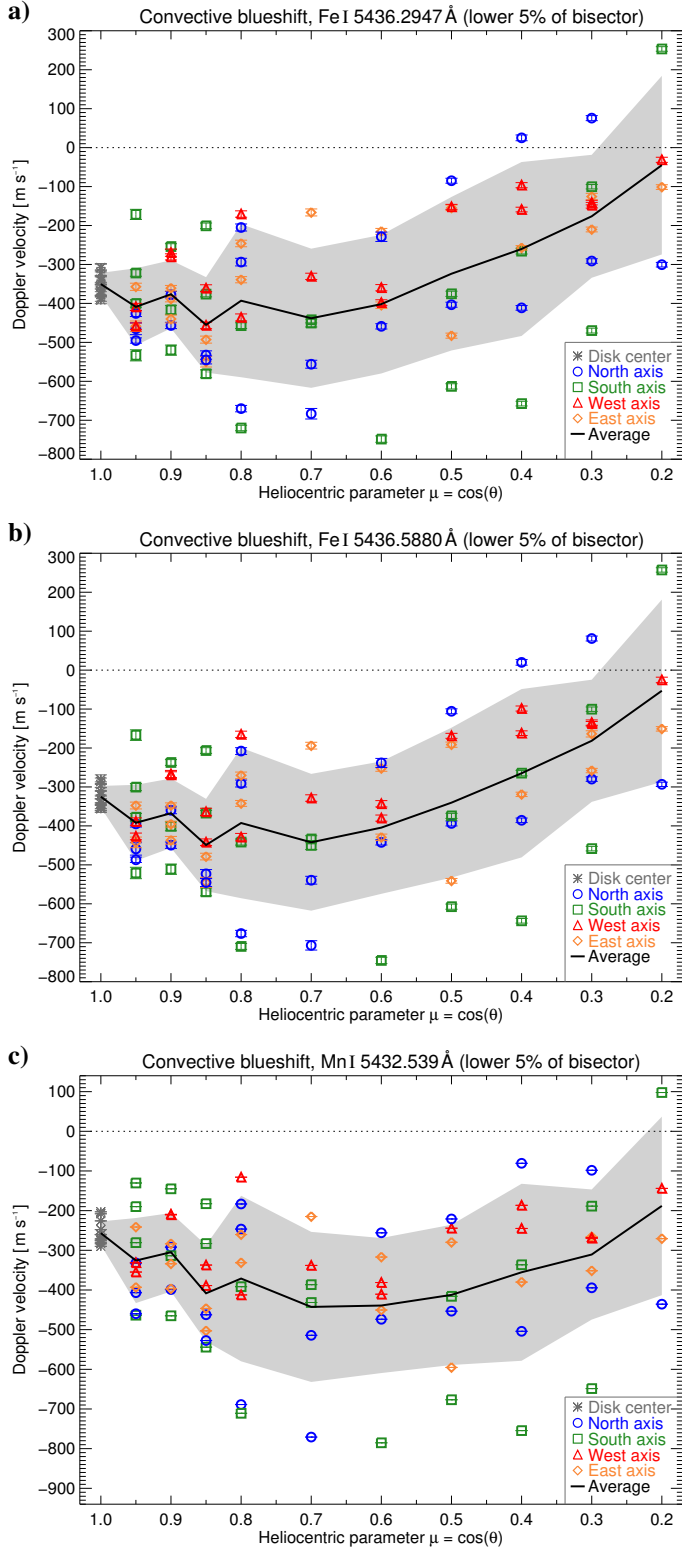 a)
Convective blueshift, Fe I 5436.2947 Å (lower 5% of bisector)
300
200
100
0
−100
−200
−300
−400
−500
−600
−700
−800
Doppler velocity [m s⁻¹]
Disk center
North axis
South axis
West axis
East axis
Average
1.0 0.9 0.8 0.7 0.6 0.5 0.4 0.3 0.2
Heliocentric parameter μ = cos(θ)
b)
Convective blueshift, Fe I 5436.5880 Å (lower 5% of bisector)
300
200
100
0
−100
−200
−300
−400
−500
−600
−700
−800
Doppler velocity [m s⁻¹]
Disk center
North axis
South axis
West axis
East axis
Average
1.0 0.9 0.8 0.7 0.6 0.5 0.4 0.3 0.2
Heliocentric parameter μ = cos(θ)
c)
Convective blueshift, Mn I 5432.539 Å (lower 5% of bisector)
100
0
−100
−200
−300
−400
−500
−600
−700
−800
−900
Doppler velocity [m s⁻¹]
Disk center
North axis
South axis
West axis
East axis
Average
1.0 0.9 0.8 0.7 0.6 0.5 0.4 0.3 0.2
Heliocentric parameter μ = cos(θ)